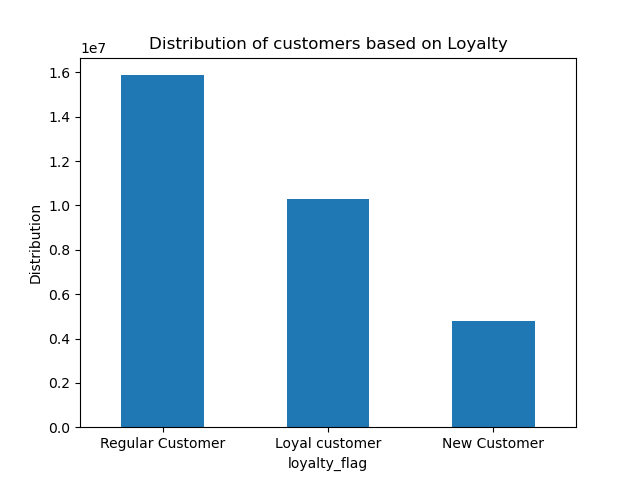 Distribution of customers based on Loyalty
1e7
1.6
1.4
1.2
1.0
0.8
0.6
0.4
0.2
0.0
Distribution
Regular Customer
Loyal customer
New Customer
loyalty_flag